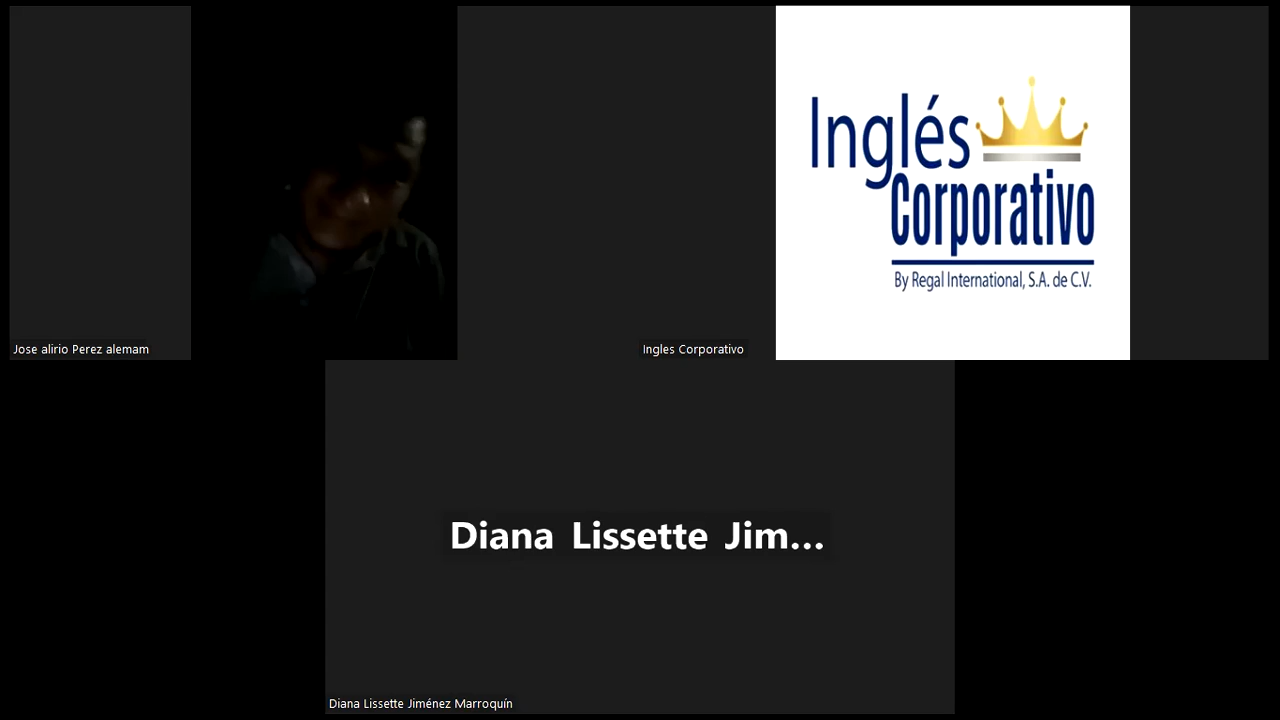 Inglés
Corporativo
By Regal International, S.A. de C.V.
Jose alirio Perez alemam
Ingles Corporativo
Diana Lissette Jim...
Diana Lissette Jiménez Marroquín